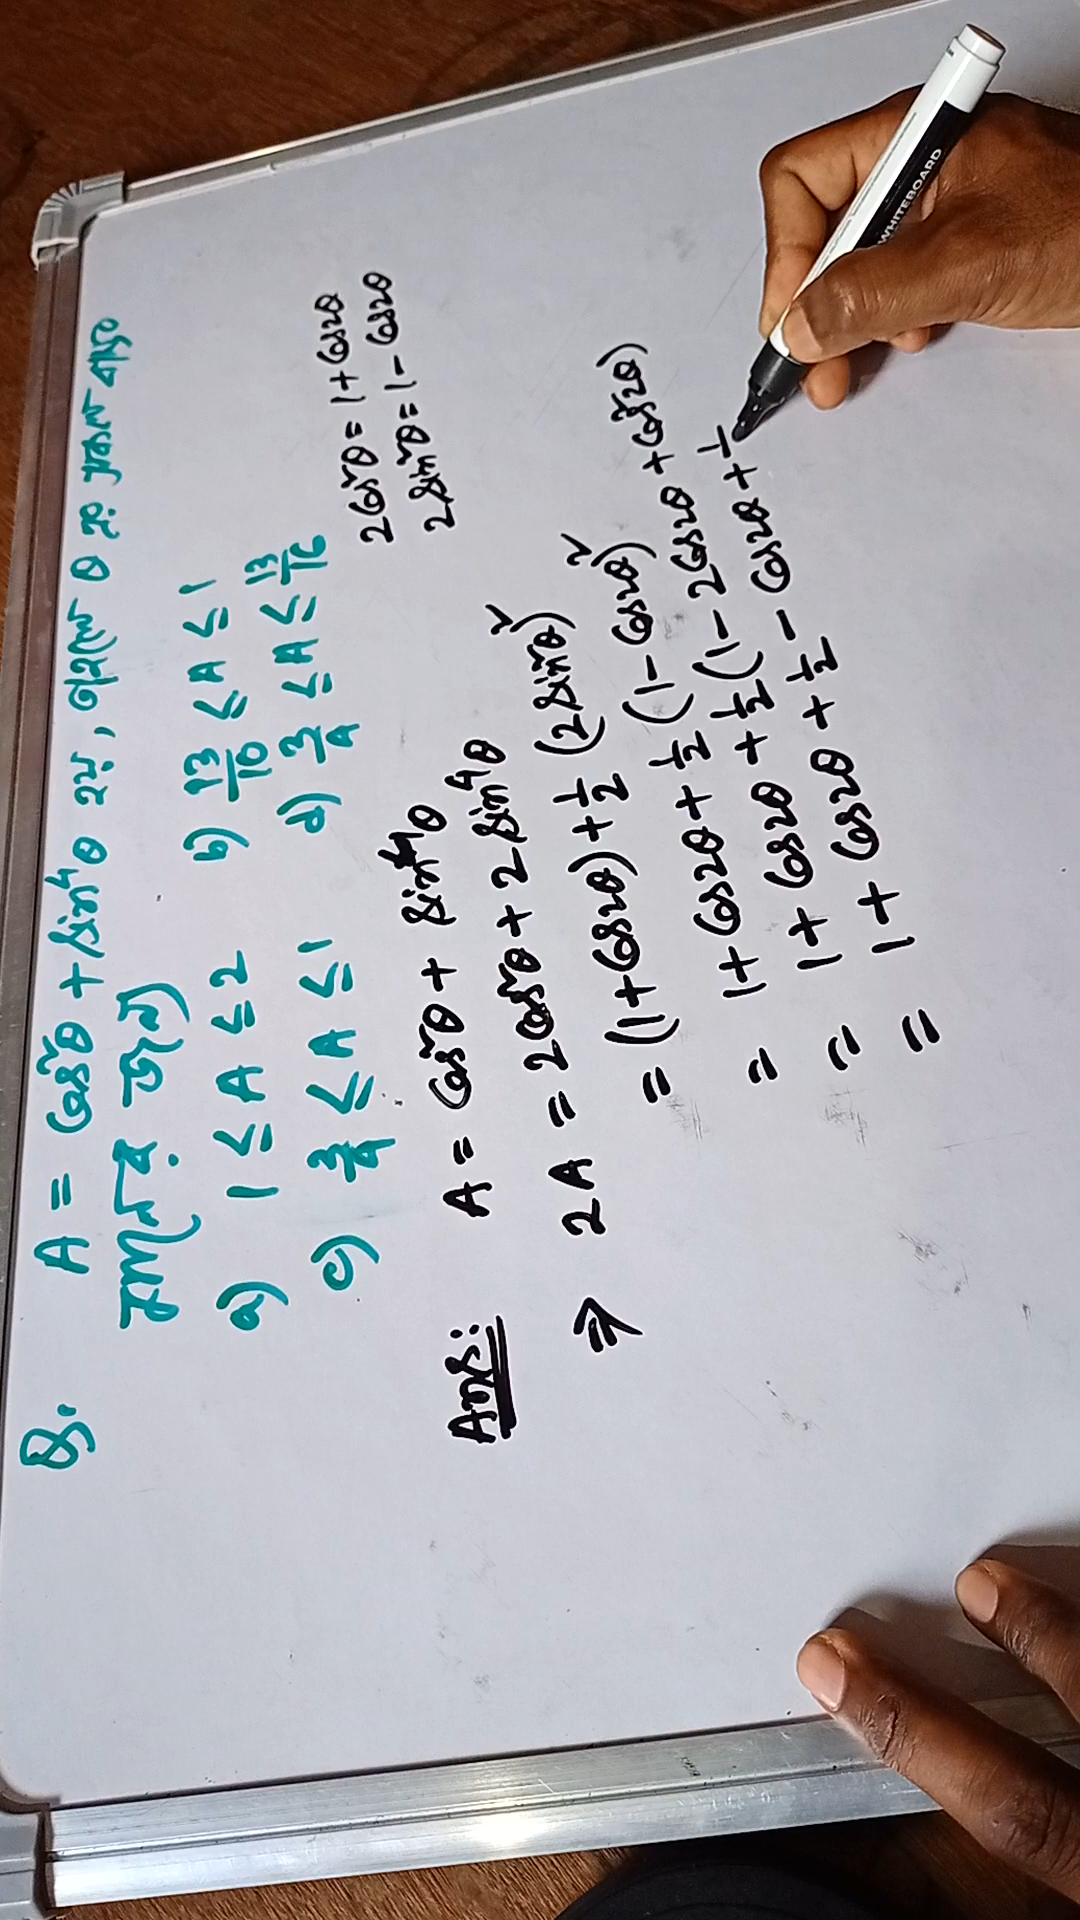 Q. A = cos²θ + sin⁴θ হয়, তাহলে θ র সকল বাস্তব
মানের জন্য
a) 1 ≤ A ≤ 2 b) 13/16 ≤ A ≤ 1
c) 3/4 ≤ A ≤ 1 d) 3/4 ≤ A ≤ 13/16
2cos²θ = 1 + cos2θ
2sin²θ = 1 - cos2θ
Ans: A = cos²θ + sin⁴θ
⇒ 2A = 2cos²θ + 2sin⁴θ
= (1 + cos2θ) + 1/2 (2sin²θ)²
= 1 + cos2θ + 1/2 (1 - cos2θ)²
= 1 + cos2θ + 1/2 (1 - 2cos2θ + cos²2θ)
= 1 + cos2θ + 1/2 - cos2θ + 1/
WHITEBOARD